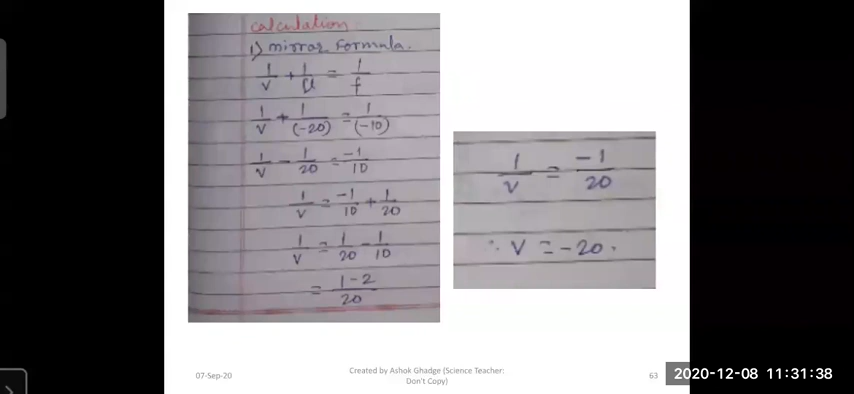 calculation
1) mirror Formula.
1/v + 1/u = 1/f
1/v + 1/(-20) = 1/(-10)
1/v - 1/20 = -1/10
1/v = -1/10 + 1/20
1/v = 1/20 - 1/10
= 1-2/20
1/v = -1/20
∴ v = -20.
07-Sep-20
Created by Ashok Ghadge (Science Teacher:
Don't Copy)
63
2020-12-08 11:31:38